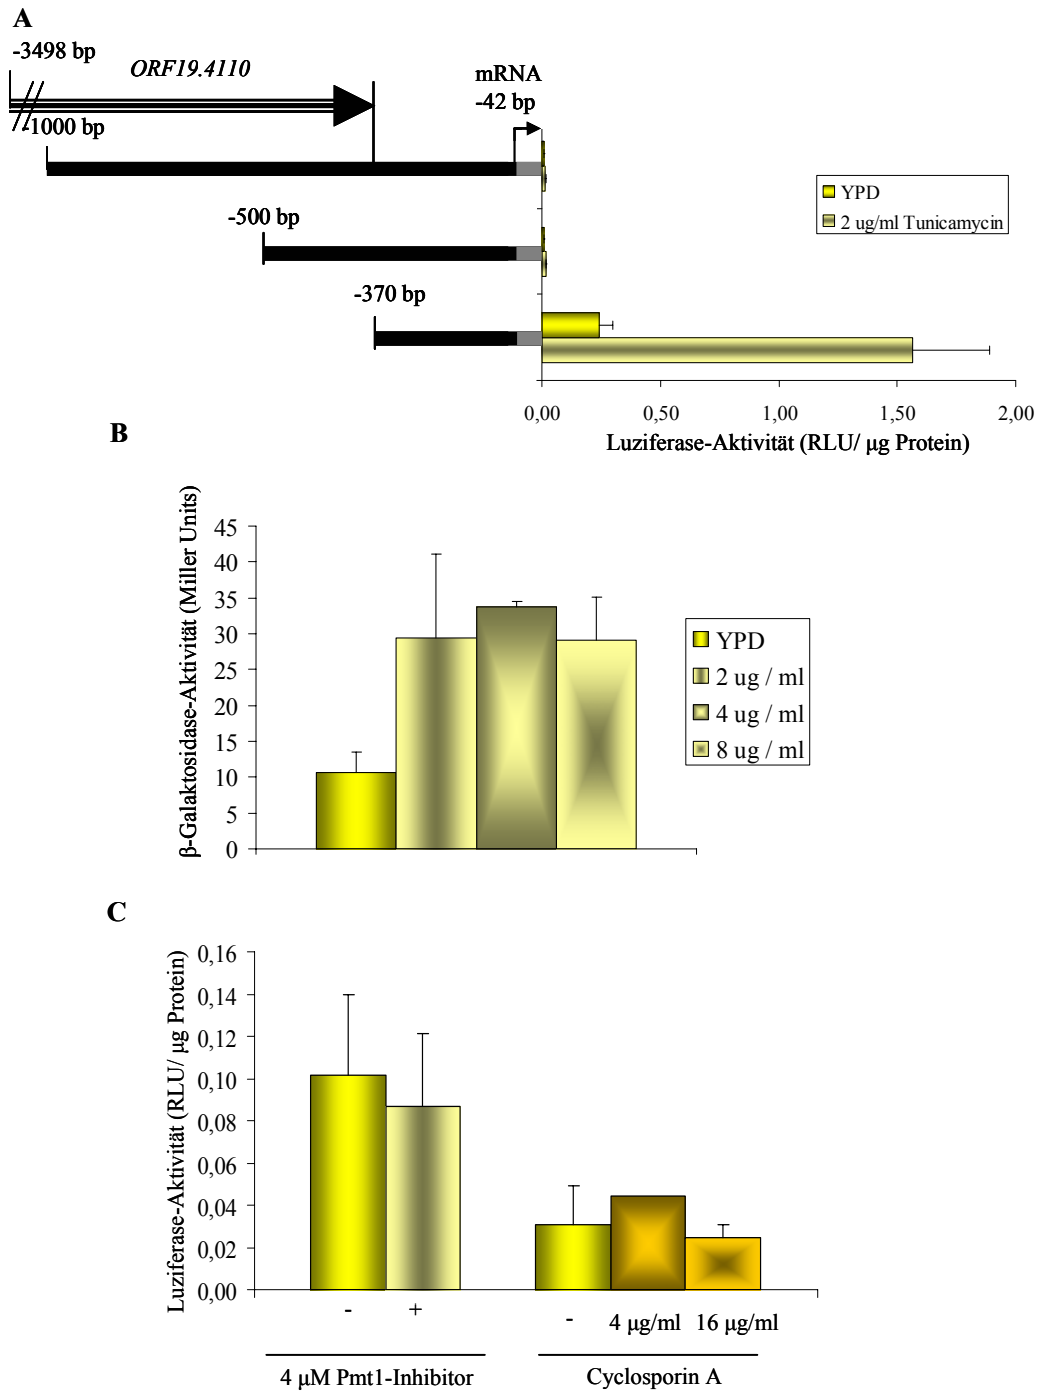 A
-3498 bp
ORF19.4110
mRNA
-42 bp
-1000 bp
YPD
2 ug/ml Tunicamycin
-500 bp
-370 bp
0,00 0,50 1,00 1,50 2,00
Luziferase-Aktivität (RLU/ µg Protein)
B
β-Galaktosidase-Aktivität (Miller Units)
45
40
35
30
25
20
15
10
5
0
YPD
2 ug / ml
4 ug / ml
8 ug / ml
C
Luziferase-Aktivität (RLU/ µg Protein)
0,16
0,14
0,12
0,10
0,08
0,06
0,04
0,02
0,00
- + - 4 µg/ml 16 µg/ml
4 µM Pmt1-Inhibitor Cyclosporin A